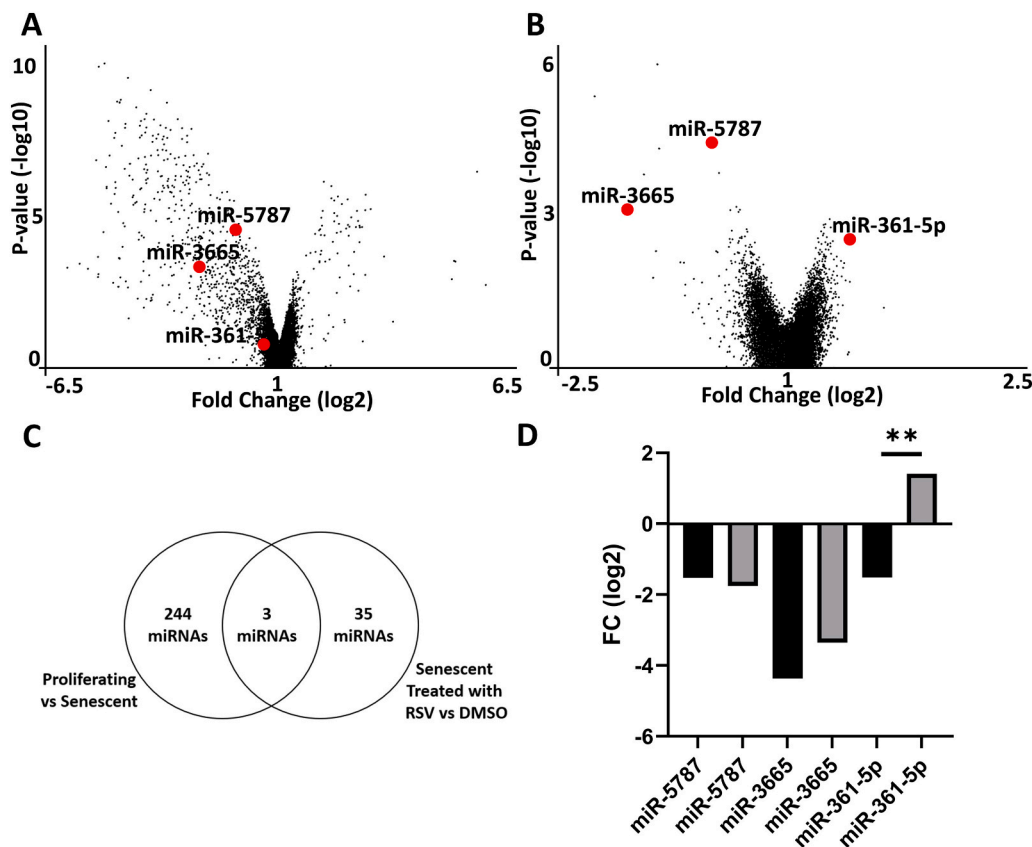 A
10
5
0
P-value (-log10)
miR-5787
miR-3665
miR-361-
-6.5
1
6.5
Fold Change (log2)
B
6
3
0
P-value (-log10)
miR-5787
miR-3665
miR-361-5p
-2.5
1
2.5
Fold Change (log2)
C
244
miRNAs
3
miRNAs
35
miRNAs
Proliferating
vs Senescent
Senescent
Treated with
RSV vs DMSO
D
**
2
0
-2
-4
-6
FC (log2)
miR-5787
miR-5787
miR-3665
miR-3665
miR-361-5p
miR-361-5p